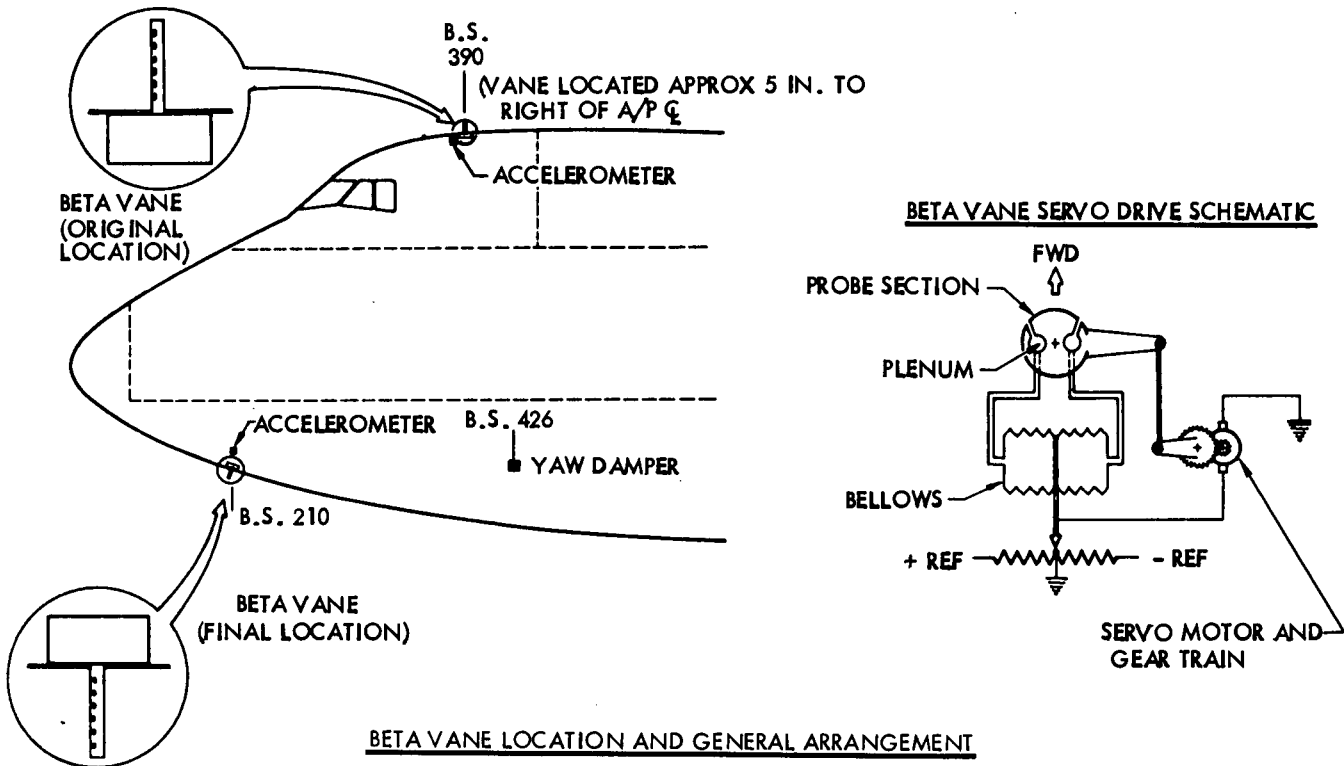 B.S.
390
(VANE LOCATED APPROX 5 IN. TO
RIGHT OF A/P ℄
ACCELEROMETER
BETA VANE
(ORIGINAL
LOCATION)
ACCELEROMETER
B.S. 426
YAW DAMPER
B.S. 210
BETA VANE
(FINAL LOCATION)
BETA VANE SERVO DRIVE SCHEMATIC
FWD
PROBE SECTION
PLENUM
BELLOWS
+ REF
- REF
SERVO MOTOR AND
GEAR TRAIN
BETA VANE LOCATION AND GENERAL ARRANGEMENT